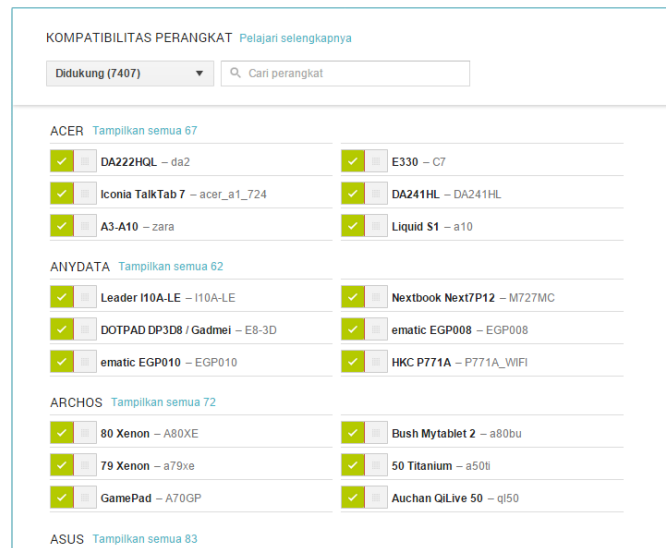 KOMPATIBILITAS PERANGKAT Pelajari selengkapnya
Didukung (7407) Cari perangkat
ACER Tampilkan semua 67
DA222HQL – da2 E330 – C7
Iconia TalkTab 7 – acer_a1_724 DA241HL – DA241HL
A3-A10 – zara Liquid S1 – a10
ANYDATA Tampilkan semua 62
Leader I10A-LE – I10A-LE Nextbook Next7P12 – M727MC
DOTPAD DP3D8 / Gadmei – E8-3D ematic EGP008 – EGP008
ematic EGP010 – EGP010 HKC P771A – P771A_WIFI
ARCHOS Tampilkan semua 72
80 Xenon – A80XE Bush Mytablet 2 – a80bu
79 Xenon – a79xe 50 Titanium – a50ti
GamePad – A70GP Auchan QiLive 50 – ql50
ASUS Tampilkan semua 83